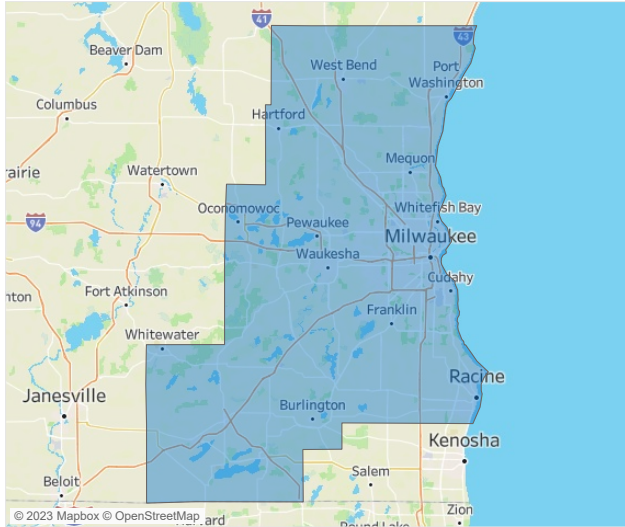 41
43
Beaver Dam
West Bend
Port
Washington
Columbus
Hartford
rairie
Mequon
Watertown
Oconomowoc
Whitefish Bay
94
Pewaukee
Milwaukee
Waukesha
Cudahy
nton
Fort Atkinson
Franklin
Whitewater
Racine
Janesville
Burlington
Kenosha
Salem
Beloit
Zion
© 2023 Mapbox © OpenStreetMap